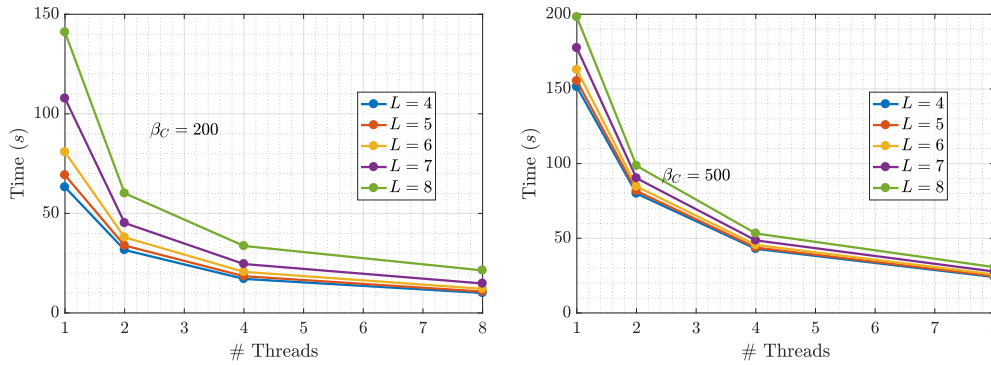 150
100
50
0
Time (s)
1 2 3 4 5 6 7 8
# Threads
β_C = 200
L = 4
L = 5
L = 6
L = 7
L = 8
200
150
100
50
0
Time (s)
1 2 3 4 5 6 7
# Threads
β_C = 500
L = 4
L = 5
L = 6
L = 7
L = 8